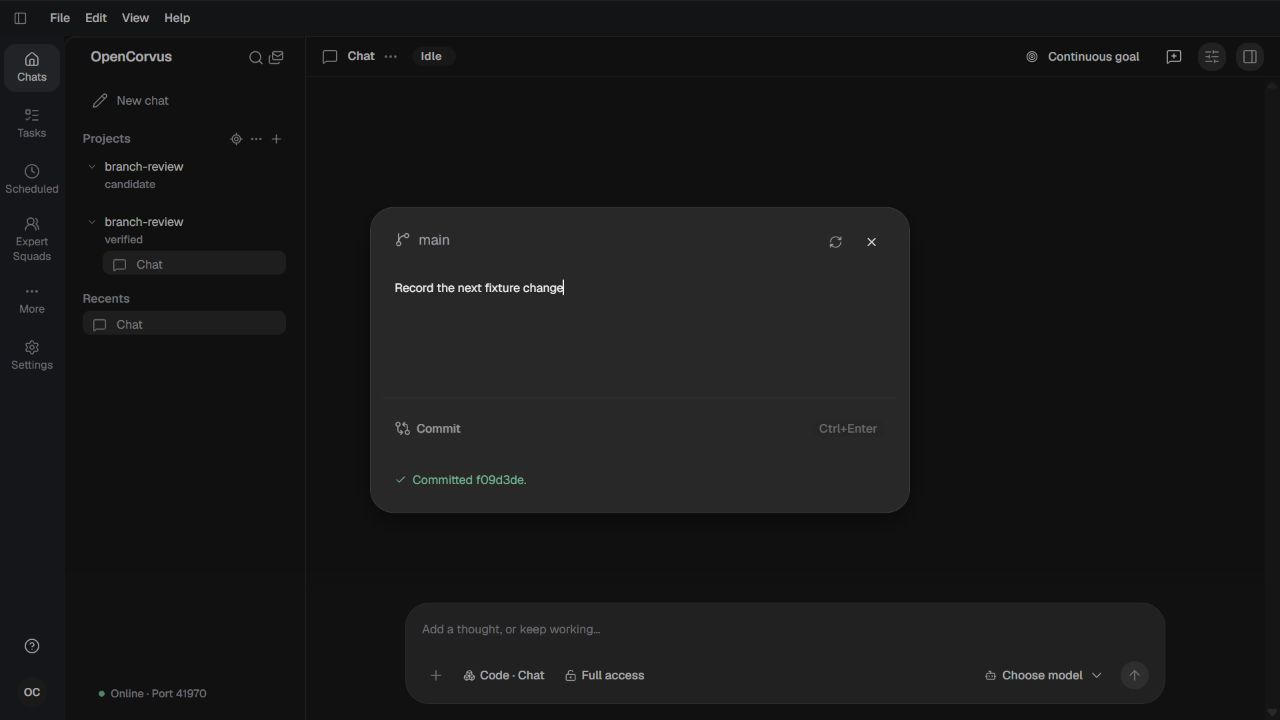 File Edit View Help
Chats
Tasks
Scheduled
Expert
Squads
More
Settings
OC
OpenCorvus
New chat
Projects
branch-review
candidate
branch-review
verified
Chat
Recents
Chat
Online · Port 41970
Chat Idle
Continuous goal
main
Record the next fixture change
Commit Ctrl+Enter
Committed f09d3de.
Add a thought, or keep working...
Code · Chat Full access Choose model